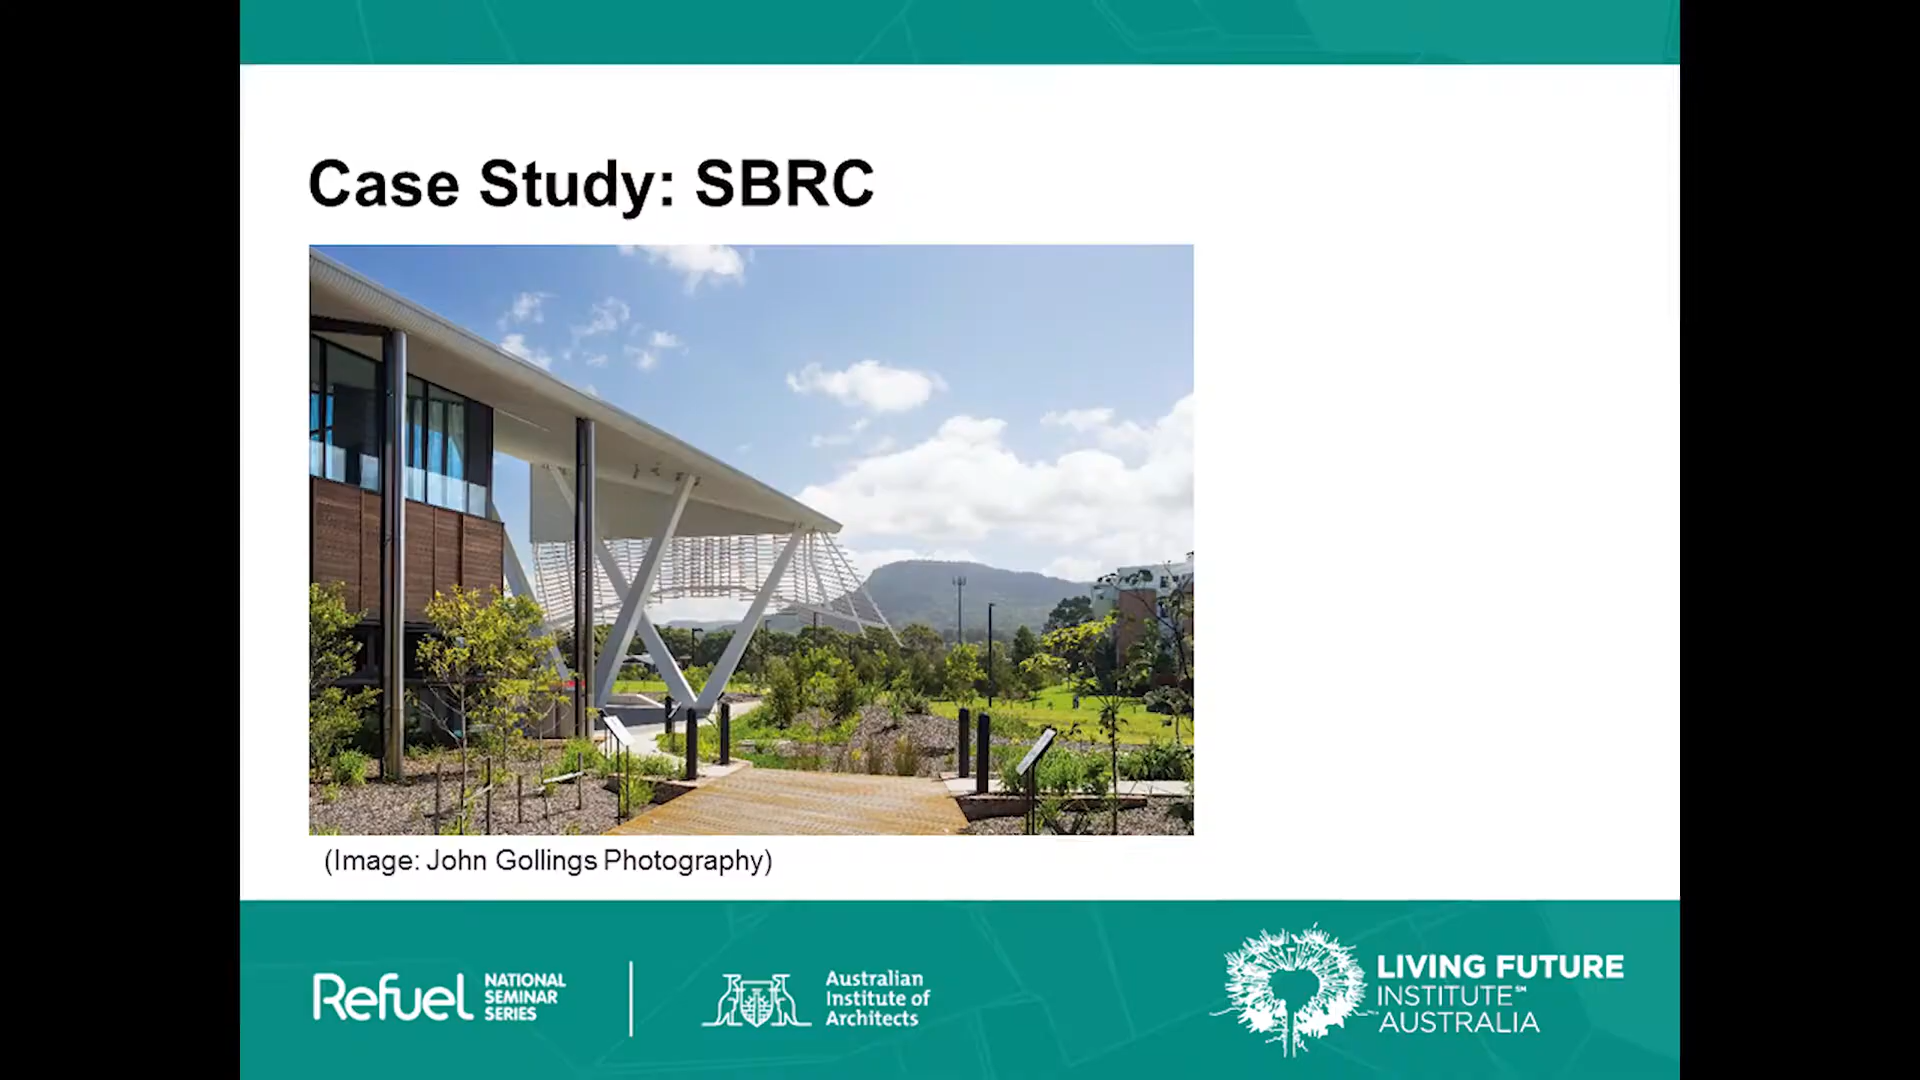 Case Study: SBRC
(Image: John Gollings Photography)
Refuel
NATIONAL
SEMINAR
SERIES
Australian
Institute of
Architects
LIVING FUTURE
INSTITUTE℠
AUSTRALIA